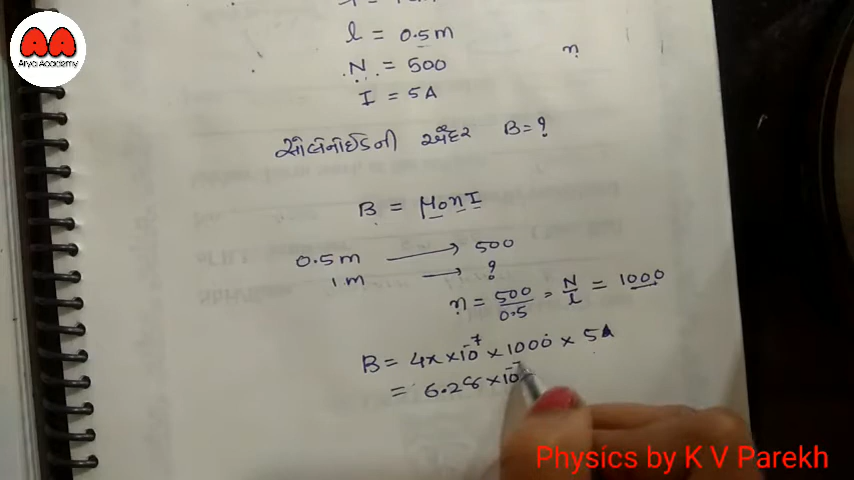 Arya Academy
l = 0.5m
n
N = 500
I = 5A
સોલેનોઈડની અંદર B = ?
B = μ0nI
0.5m → 500
1m → ?
n = 500/0.5 = N/l = 1000
B = 4π × 10⁻⁷ × 1000 × 5A
= 6.28 × 10⁻
Physics by K V Parekh